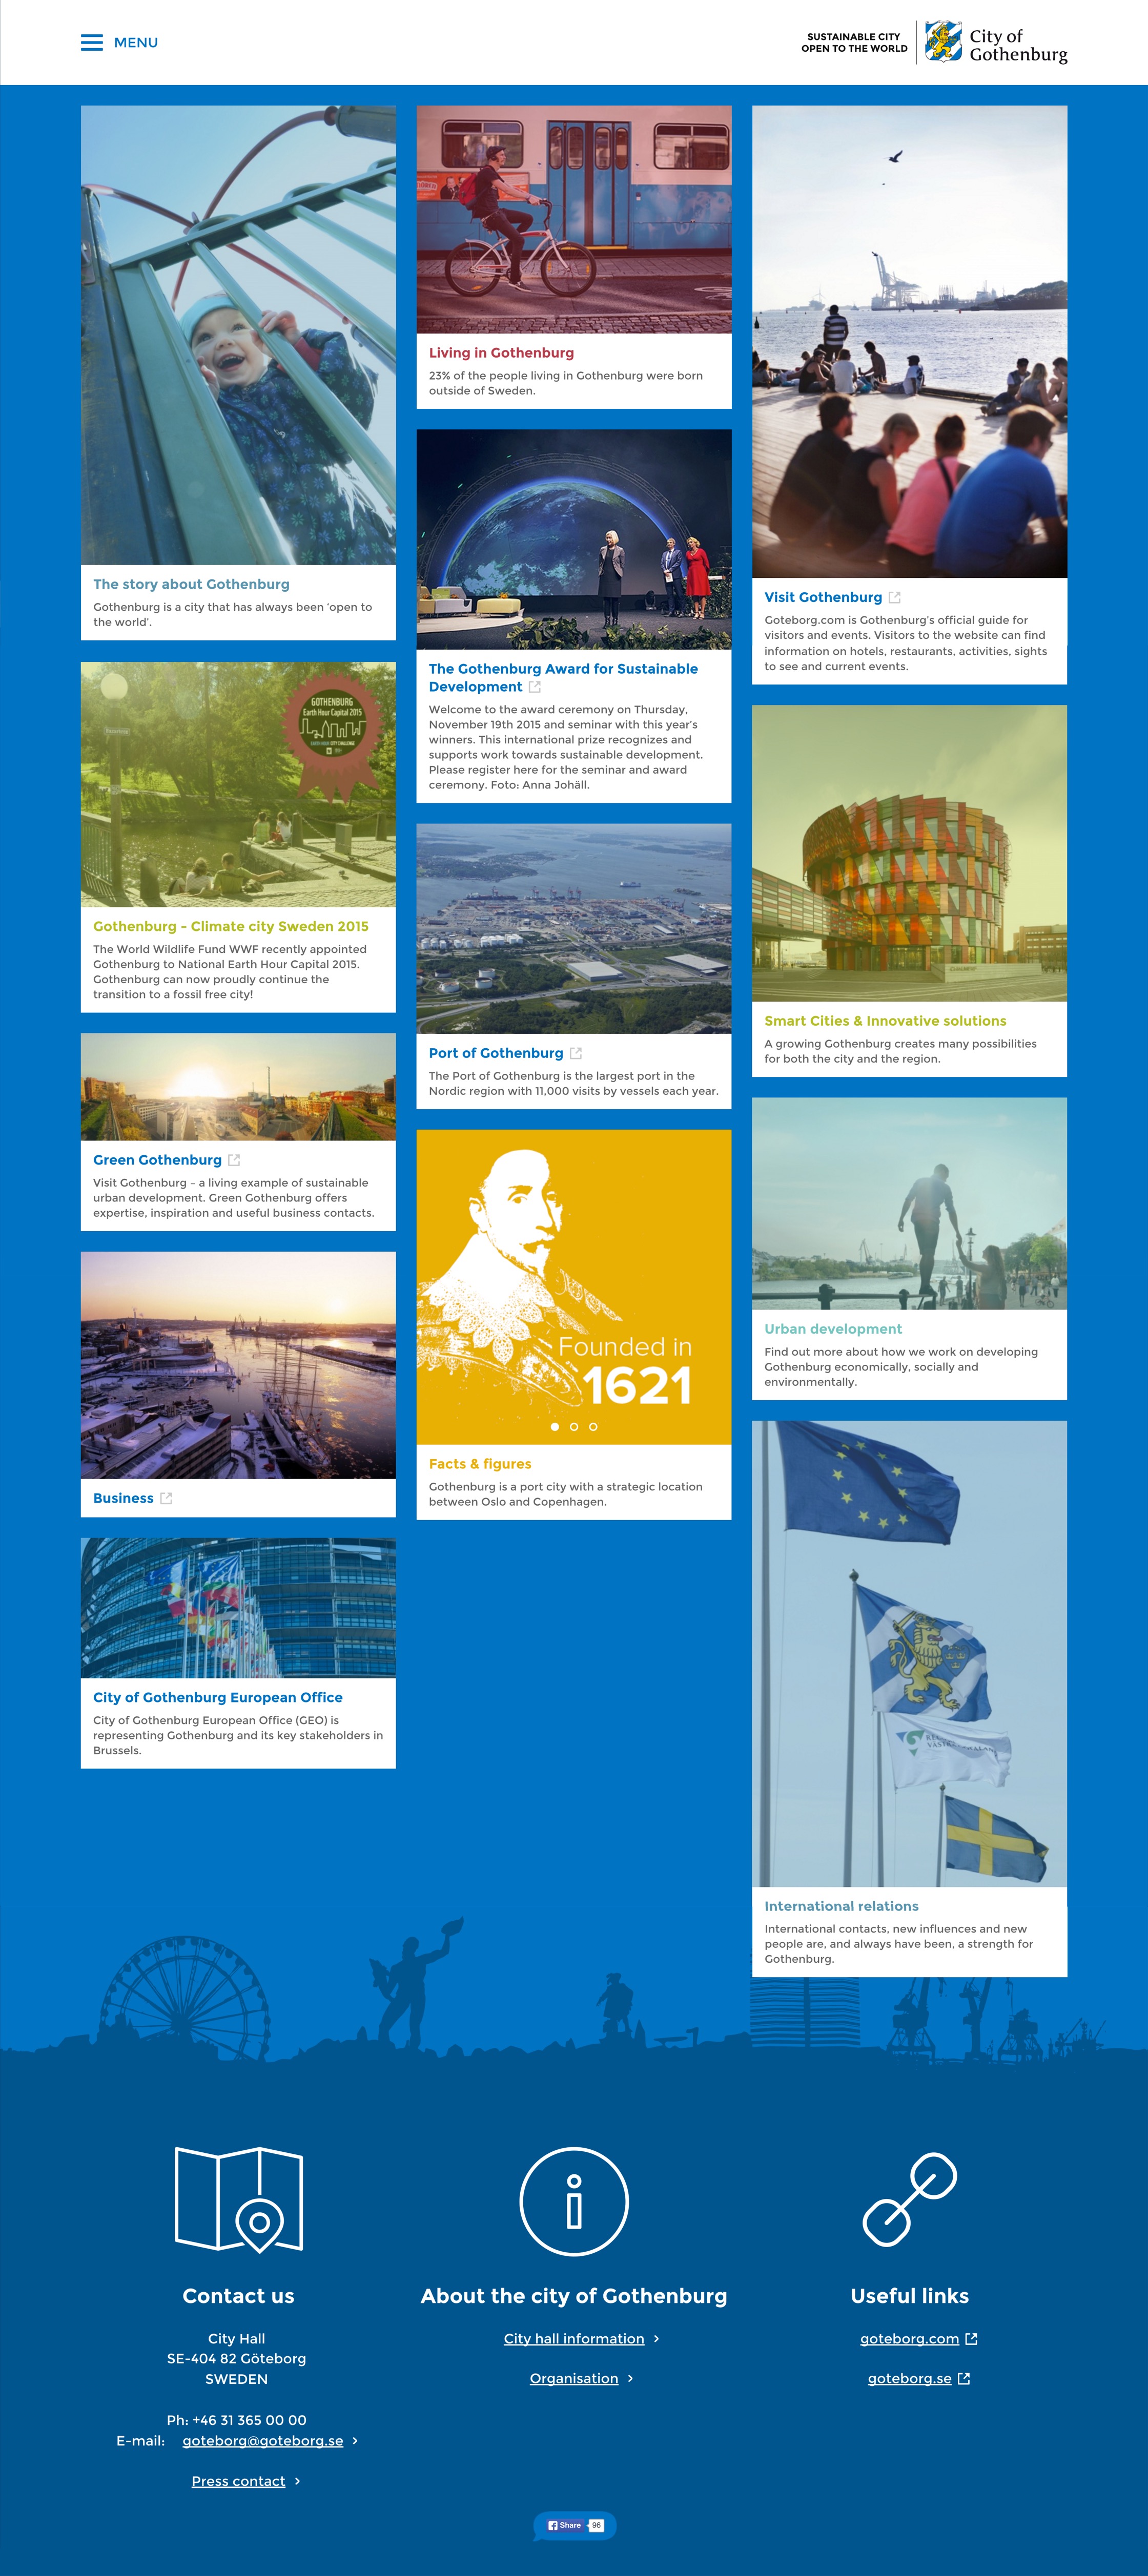 MENU
SUSTAINABLE CITY
OPEN TO THE WORLD
City of
Gothenburg
The story about Gothenburg
Gothenburg is a city that has always been 'open to
the world'.
GOTHENBURG
Earth Hour Capital 2015
EARTH HOUR CITY CHALLENGE
Gothenburg - Climate city Sweden 2015
The World Wildlife Fund WWF recently appointed
Gothenburg to National Earth Hour Capital 2015.
Gothenburg can now proudly continue the
transition to a fossil free city!
Green Gothenburg
Visit Gothenburg – a living example of sustainable
urban development. Green Gothenburg offers
expertise, inspiration and useful business contacts.
Business
City of Gothenburg European Office
City of Gothenburg European Office (GEO) is
representing Gothenburg and its key stakeholders in
Brussels.
Living in Gothenburg
23% of the people living in Gothenburg were born
outside of Sweden.
The Gothenburg Award for Sustainable
Development
Welcome to the award ceremony on Thursday,
November 19th 2015 and seminar with this year's
winners. This international prize recognizes and
supports work towards sustainable development.
Please register here for the seminar and award
ceremony. Foto: Anna Johäll.
Port of Gothenburg
The Port of Gothenburg is the largest port in the
Nordic region with 11,000 visits by vessels each year.
Founded in
1621
Facts & figures
Gothenburg is a port city with a strategic location
between Oslo and Copenhagen.
Visit Gothenburg
Goteborg.com is Gothenburg's official guide for
visitors and events. Visitors to the website can find
information on hotels, restaurants, activities, sights
to see and current events.
Smart Cities & Innovative solutions
A growing Gothenburg creates many possibilities
for both the city and the region.
Urban development
Find out more about how we work on developing
Gothenburg economically, socially and
environmentally.
International relations
International contacts, new influences and new
people are, and always have been, a strength for
Gothenburg.
Contact us
City Hall
SE-404 82 Göteborg
SWEDEN
Ph: +46 31 365 00 00
E-mail: goteborg@goteborg.se
Press contact
About the city of Gothenburg
City hall information
Organisation
Useful links
goteborg.com
goteborg.se
Share 96